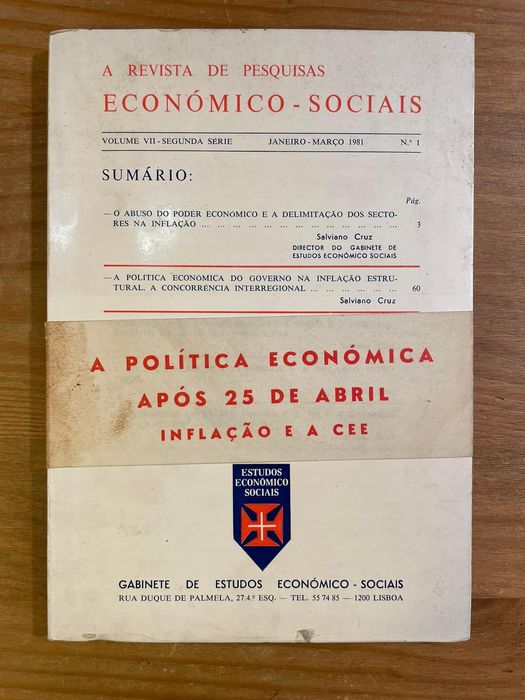 A REVISTA DE PESQUISAS
ECONÓMICO - SOCIAIS
VOLUME VII - SEGUNDA SERIE JANEIRO - MARÇO 1981 N.º 1
SUMÁRIO:
Pág.
— O ABUSO DO PODER ECONOMICO E A DELIMITAÇÃO DOS SECTO-
RES NA INFLAÇÃO ... ... ... ... ... ... ... ... ... ... ... ... ... 3
Salviano Cruz
DIRECTOR DO GABINETE DE
ESTUDOS ECONÓMICO SOCIAIS
— A POLITICA ECONOMICA DO GOVERNO NA INFLAÇÃO ESTRU-
TURAL. A CONCORRÊNCIA INTERREGIONAL ... ... ... ... ... ... 60
Salviano Cruz
A POLÍTICA ECONÓMICA
APÓS 25 DE ABRIL
INFLAÇÃO E A CEE
ESTUDOS
ECONÓMICO
SOCIAIS
GABINETE DE ESTUDOS ECONÓMICO - SOCIAIS
RUA DUQUE DE PALMELA, 27.4.º ESQ. — TEL. 55 74 85 — 1200 LISBOA